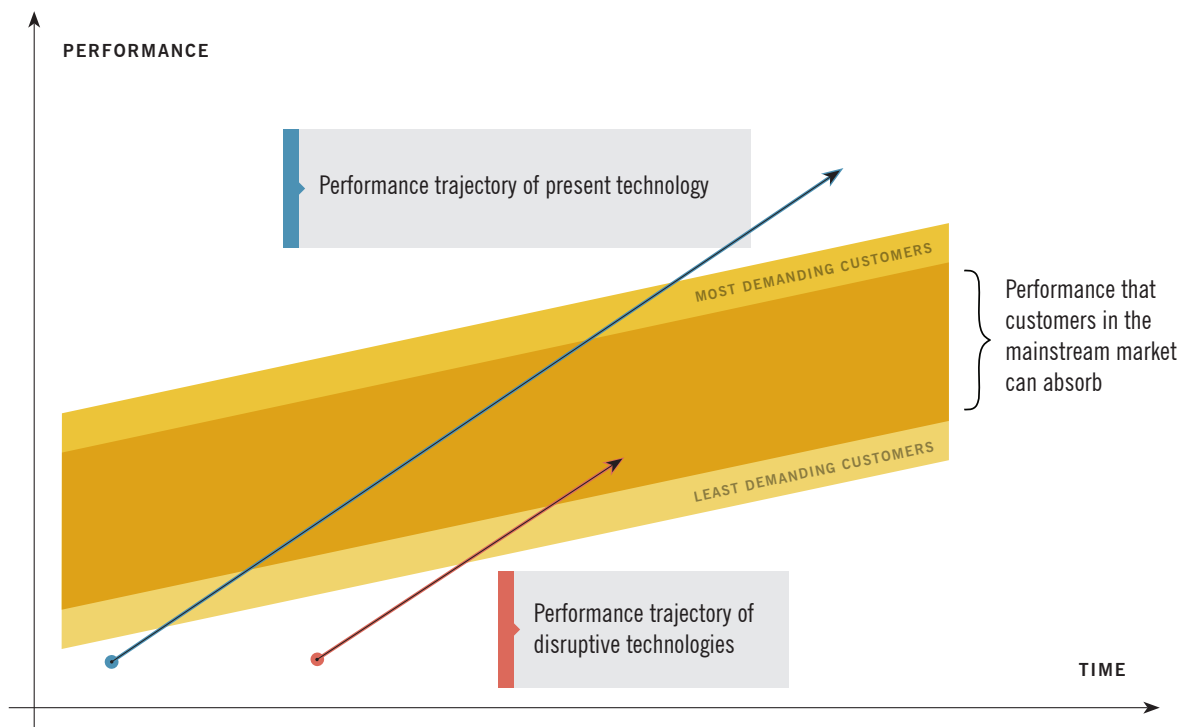 PERFORMANCE
Performance trajectory of present technology
MOST DEMANDING CUSTOMERS
Performance that
customers in the
mainstream market
can absorb
LEAST DEMANDING CUSTOMERS
Performance trajectory of
disruptive technologies
TIME